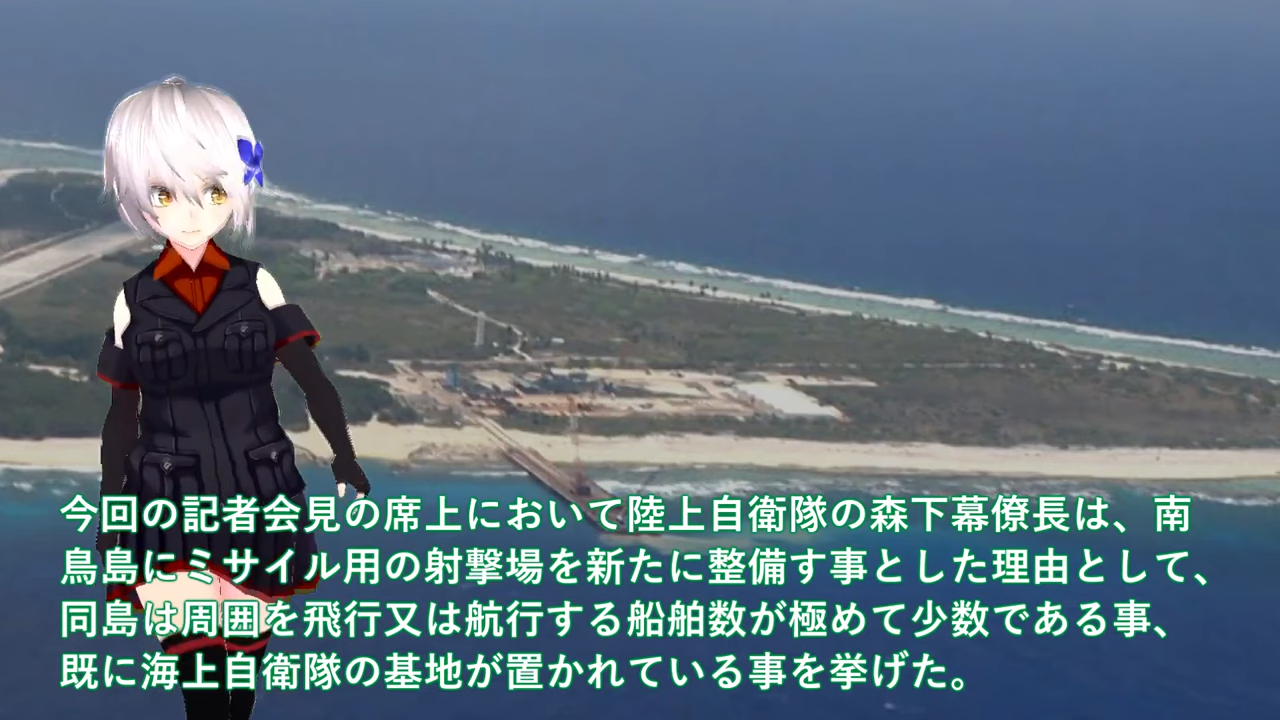 今回の記者会見の席上において陸上自衛隊の森下幕僚長は、南
鳥島にミサイル用の射撃場を新たに整備す事とした理由として、
同島は周囲を飛行又は航行する船舶数が極めて少数である事、
既に海上自衛隊の基地が置かれている事を挙げた。